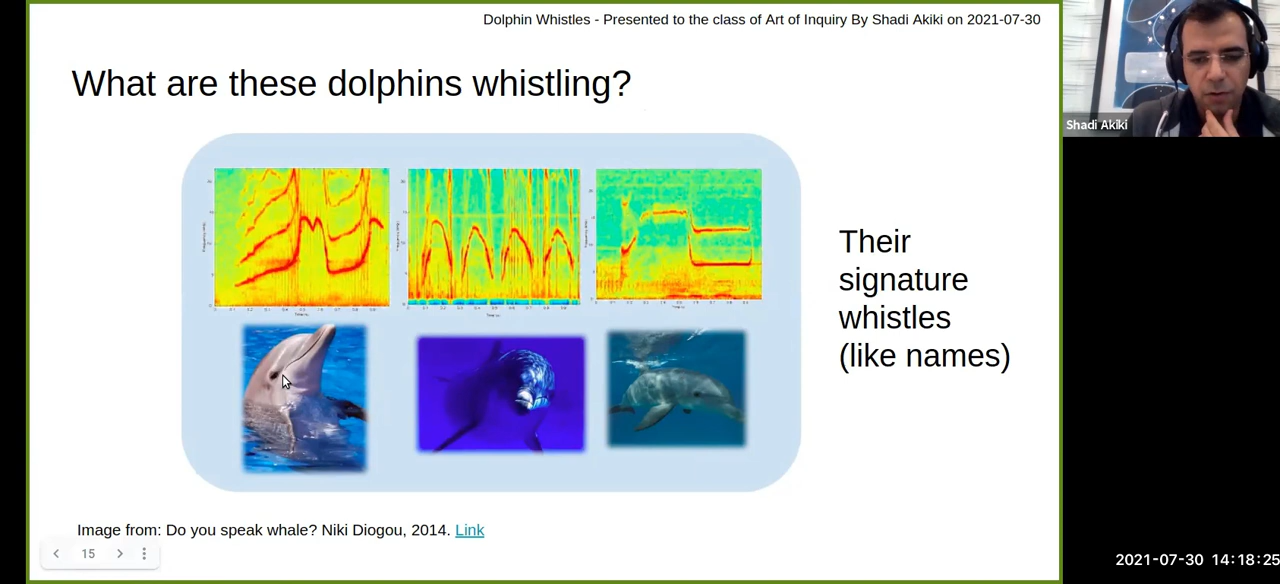 Dolphin Whistles - Presented to the class of Art of Inquiry By Shadi Akiki on 2021-07-30
Shadi Akiki
What are these dolphins whistling?
Their
signature
whistles
(like names)
Image from: Do you speak whale? Niki Diogou, 2014. Link
15
2021-07-30 14:18:25